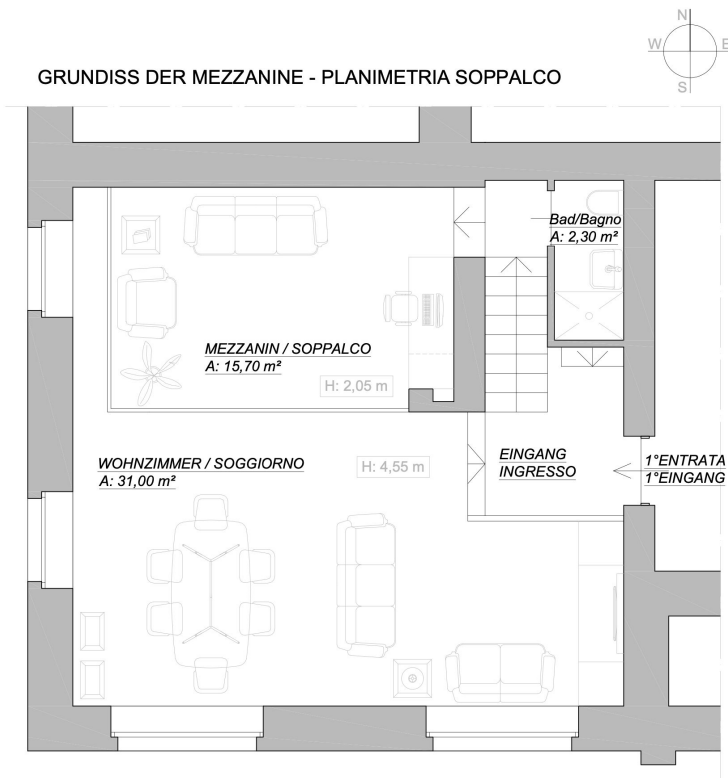 N
W E
S
GRUNDISS DER MEZZANINE - PLANIMETRIA SOPPALCO
Bad/Bagno
A: 2,30 m²
MEZZANIN / SOPPALCO
A: 15,70 m²
H: 2,05 m
WOHNZIMMER / SOGGIORNO
A: 31,00 m²
H: 4,55 m
EINGANG
INGRESSO
1°ENTRATA
1°EINGANG